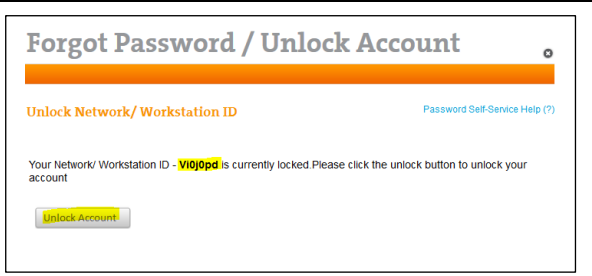 Forgot Password / Unlock Account
Unlock Network/ Workstation ID
Password Self-Service Help (?)
Your Network/ Workstation ID - Vi0j0pd is currently locked.Please click the unlock button to unlock your
account
Unlock Account